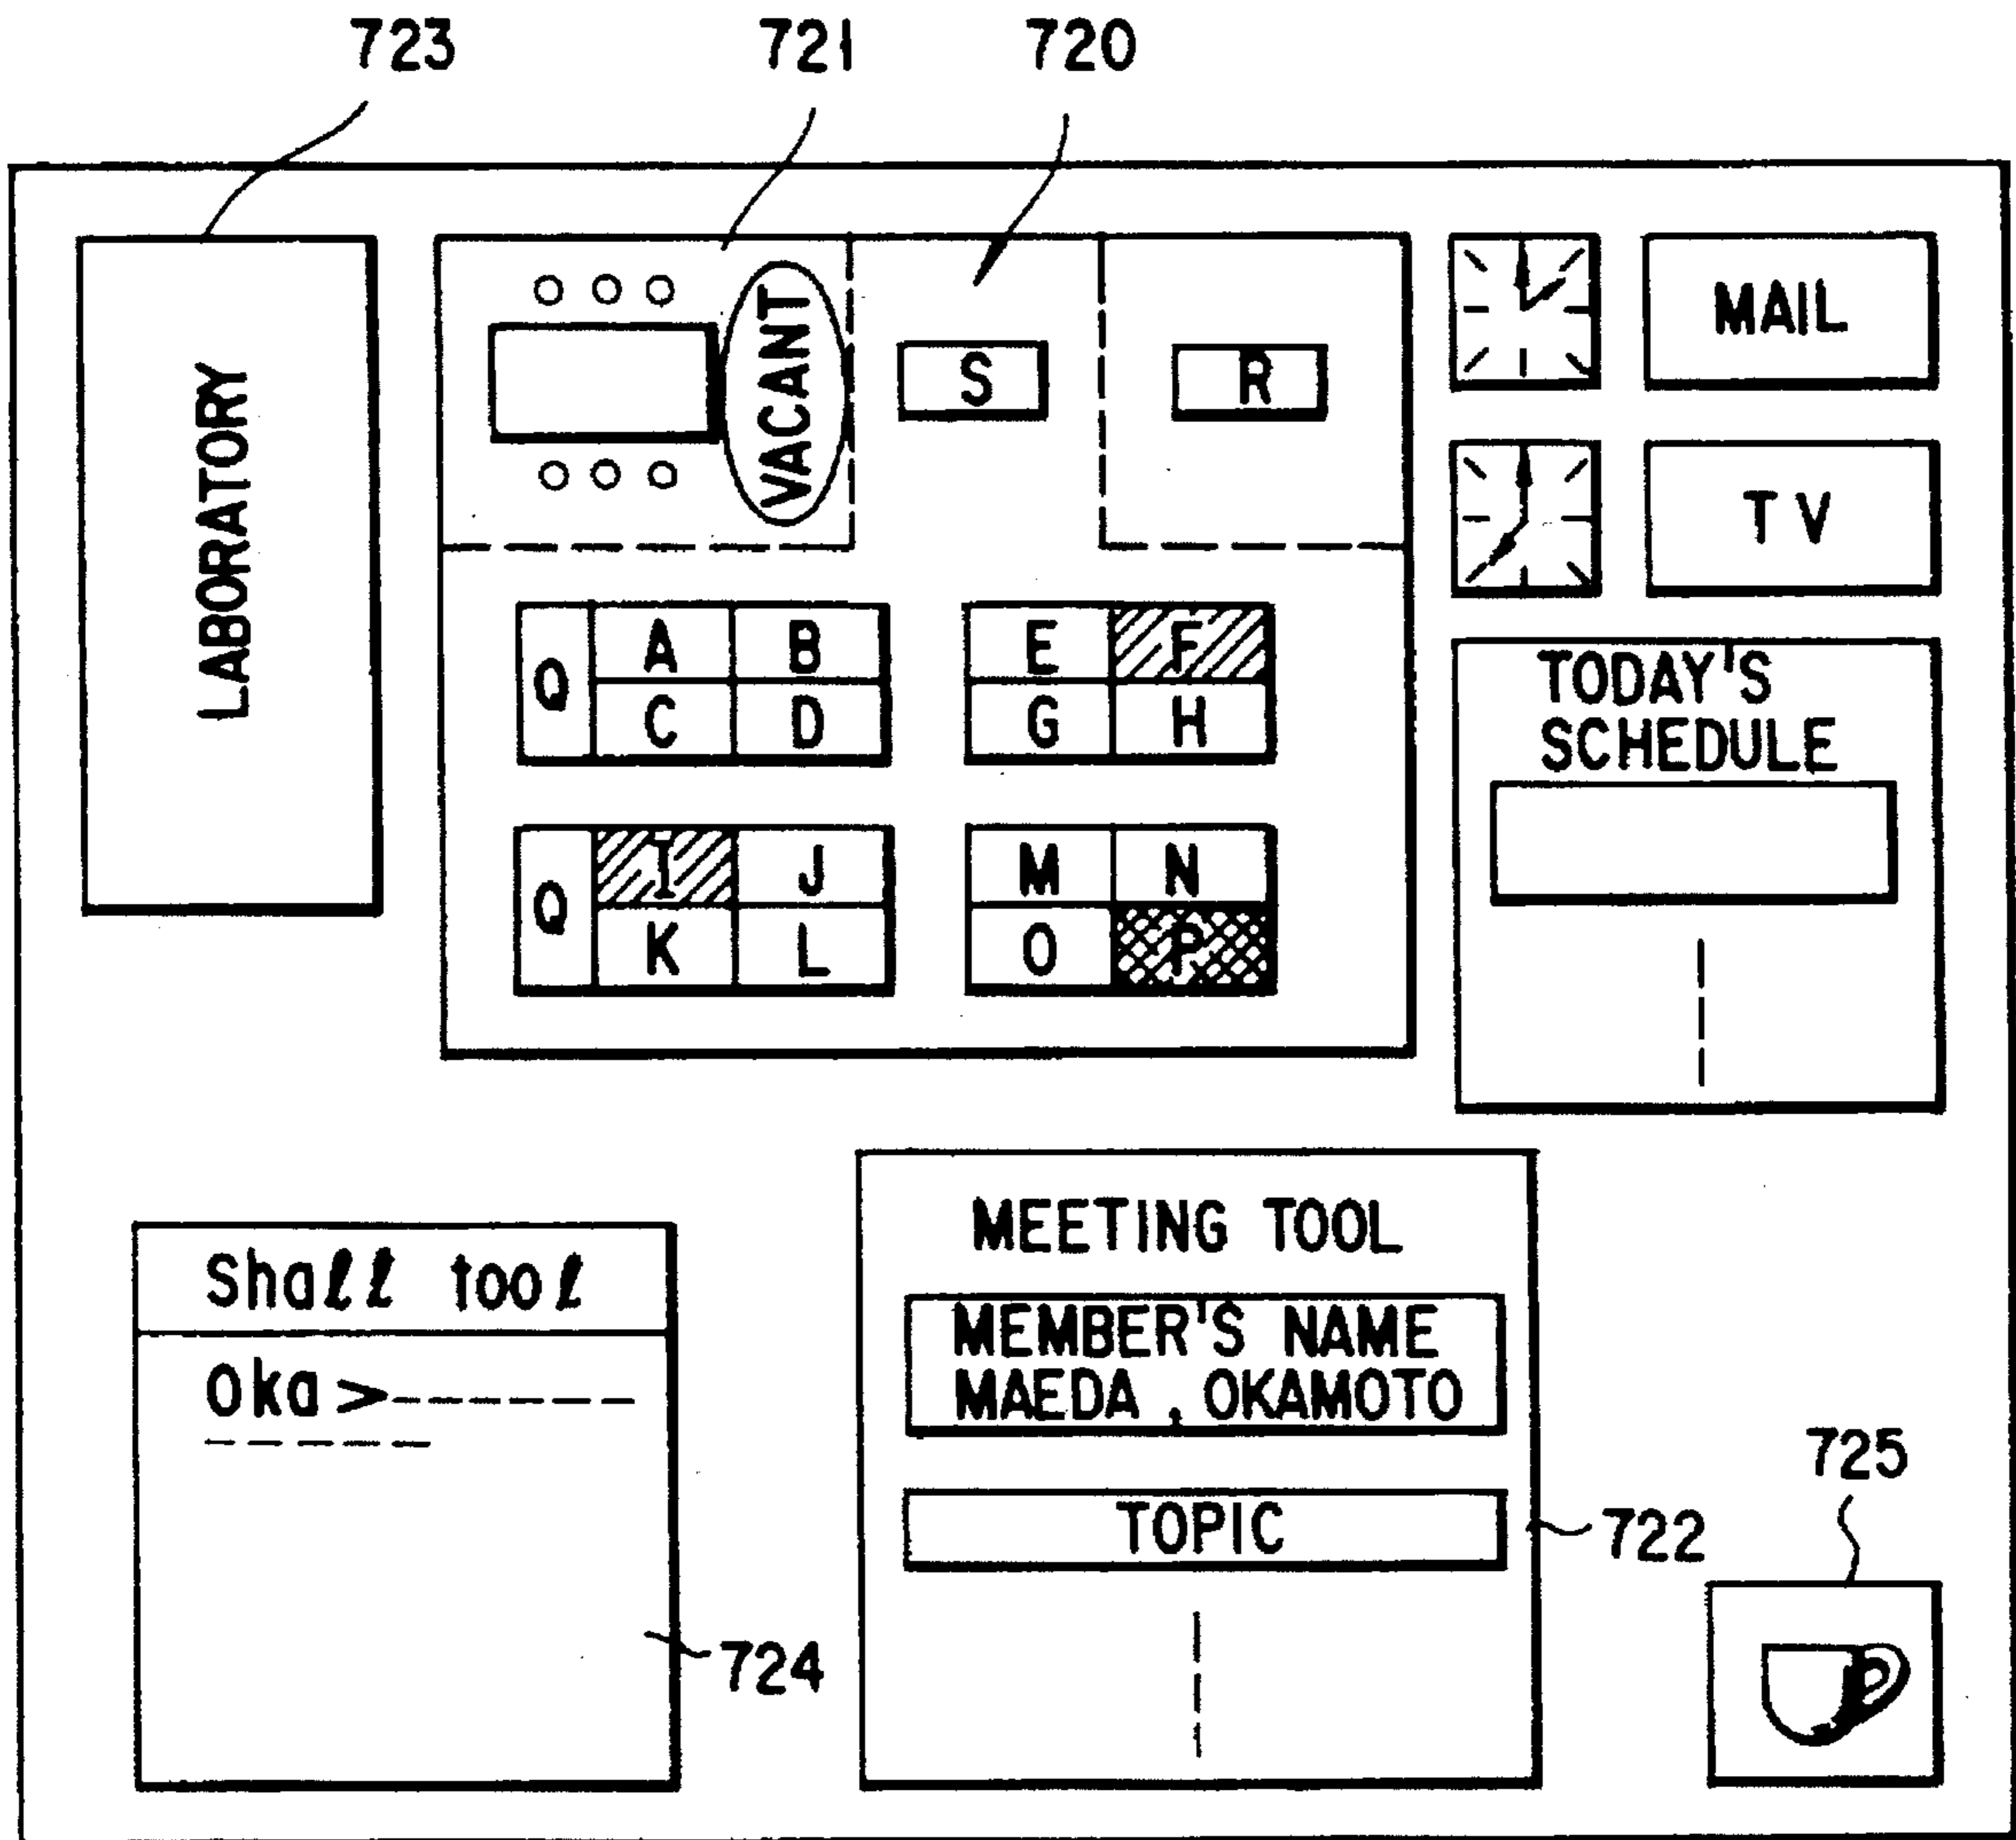 723
721
720
LABORATORY
VACANT
S
R
MAIL
TV
Q
A B
C D
E F
G H
TODAY'S
SCHEDULE
Q
I J
K L
M N
O P
Shall tool
Oka >
MEETING TOOL
MEMBER'S NAME
MAEDA , OKAMOTO
TOPIC
722
724
725